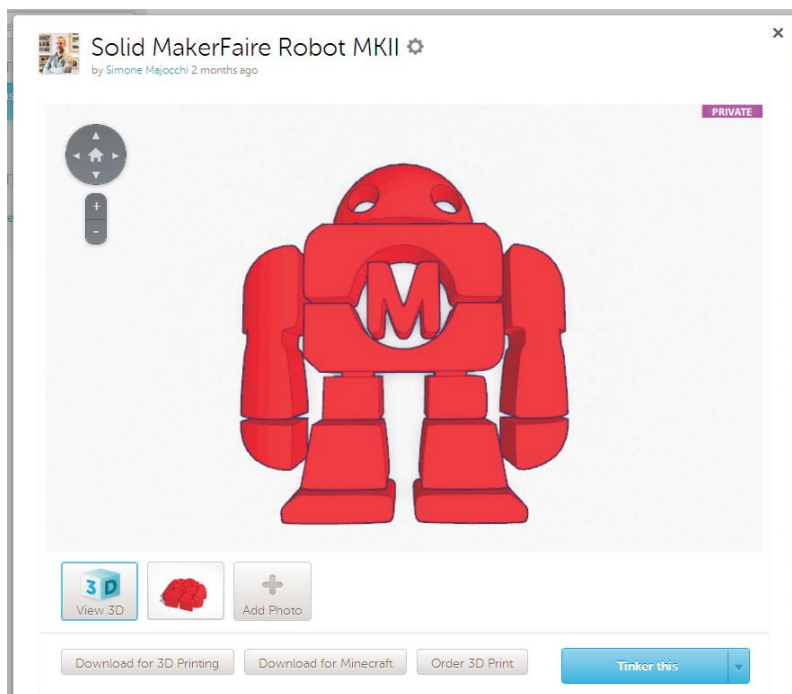 Solid MakerFaire Robot MKII
by Simone Majocchi 2 months ago
PRIVATE
+
-
M
3D
View 3D
Add Photo
Download for 3D Printing
Download for Minecraft
Order 3D Print
Tinker this